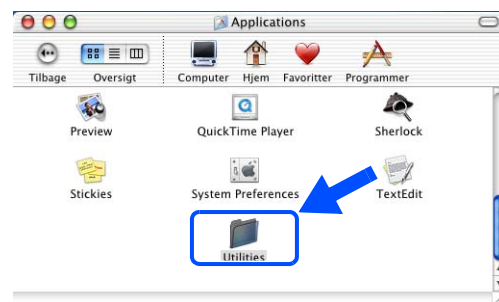 Applications
Tilbage Oversigt Computer Hjem Favoritter Programmer
Preview QuickTime Player Sherlock
Stickies System Preferences TextEdit
Utilities